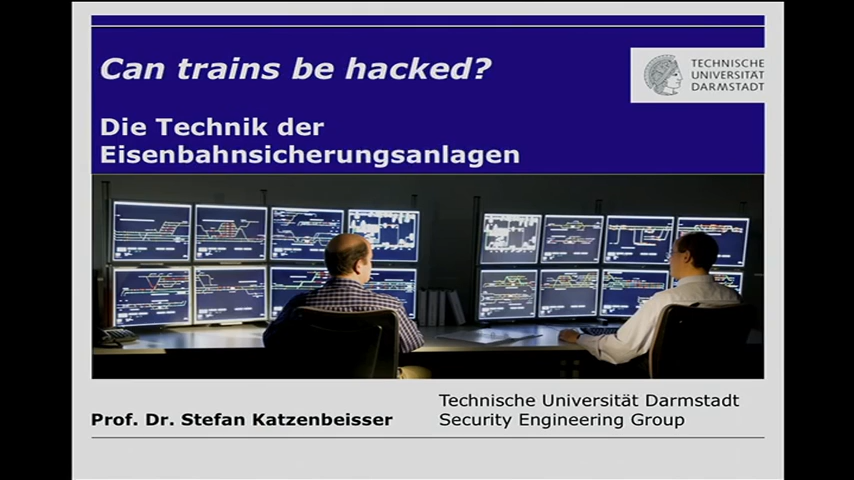 Can trains be hacked?
TECHNISCHE
UNIVERSITÄT
DARMSTADT
Die Technik der
Eisenbahnsicherungsanlagen
Technische Universität Darmstadt
Prof. Dr. Stefan Katzenbeisser
Security Engineering Group